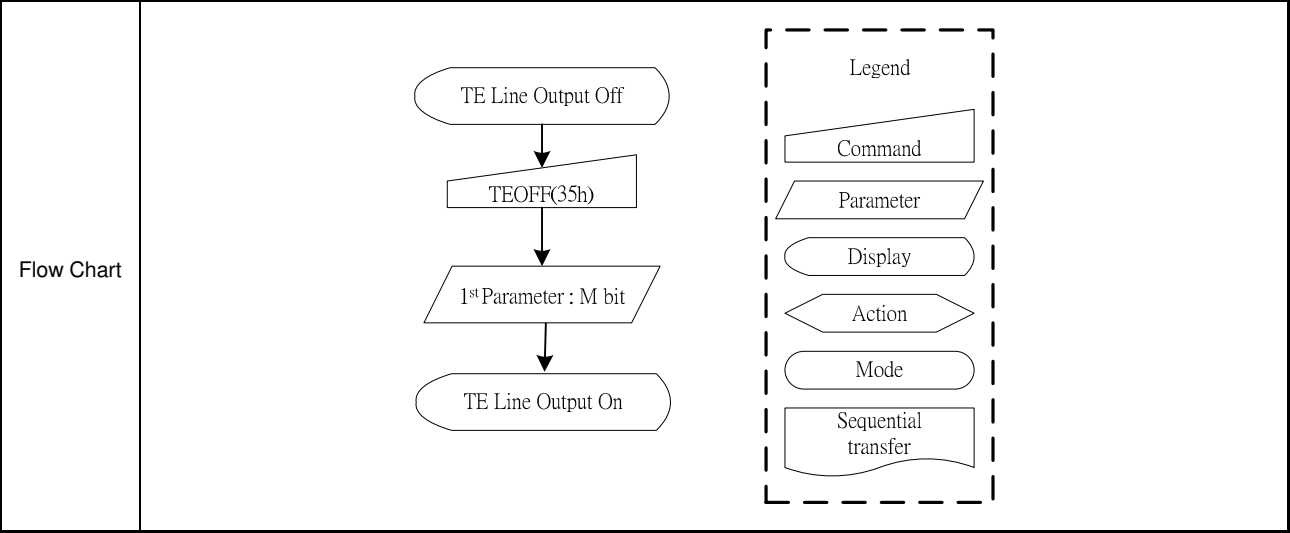 Flow Chart
TE Line Output Off
TEOFF(35h)
1st Parameter : M bit
TE Line Output On
Legend
Command
Parameter
Display
Action
Mode
Sequential
transfer